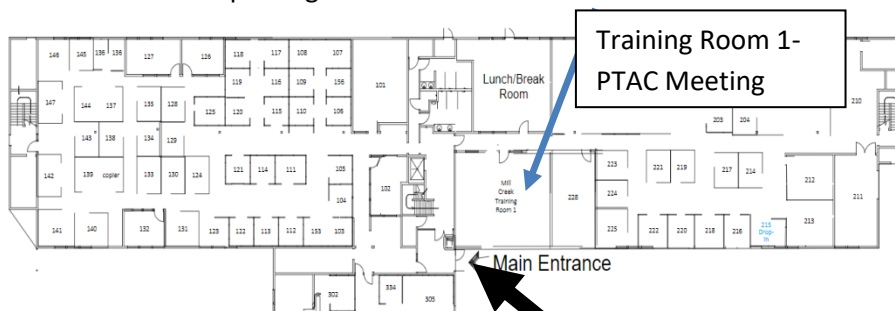 Training Room 1-
PTAC Meeting
146 145 136 136 127 126 118 117 108 107
147 144 137 135 128 119 116 109 156 101
125 120 115 110 106
Lunch/Break
Room
203 204 210
143 138 134 129
142 139 copier 133 130 124 121 114 111 105 102
104
Mill
Creek
Training
Room 1
228 223 221 219 217 214 212
224
211
141 140 132 131 123 122 113 112 153 103
225 222 220 218 216
215
Drop-
In
213
Main Entrance
302 334 303